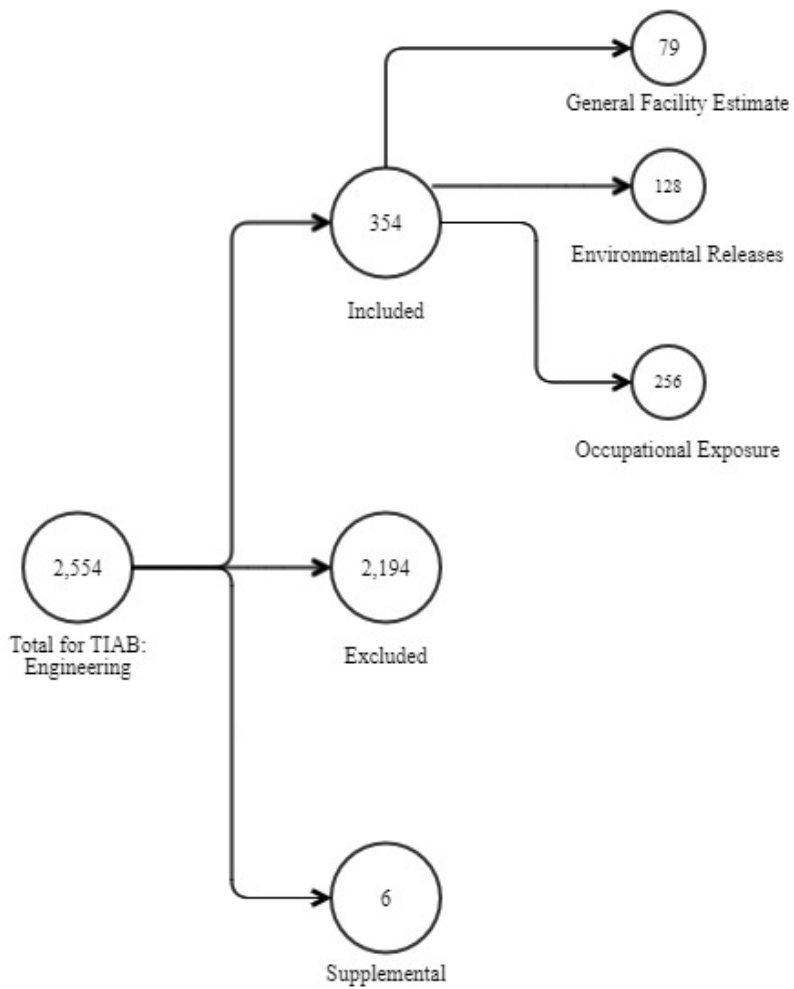 79
General Facility Estimate
128
Environmental Releases
354
Included
256
Occupational Exposure
2,554
Total for TIAB:
Engineering
2,194
Excluded
6
Supplemental